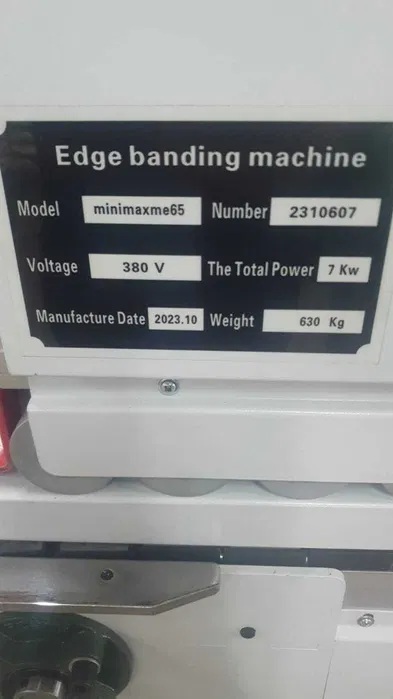 Edge banding machine
Model minimaxme65 Number 2310607
Voltage 380 V The Total Power 7 Kw
Manufacture Date 2023.10 Weight 630 Kg